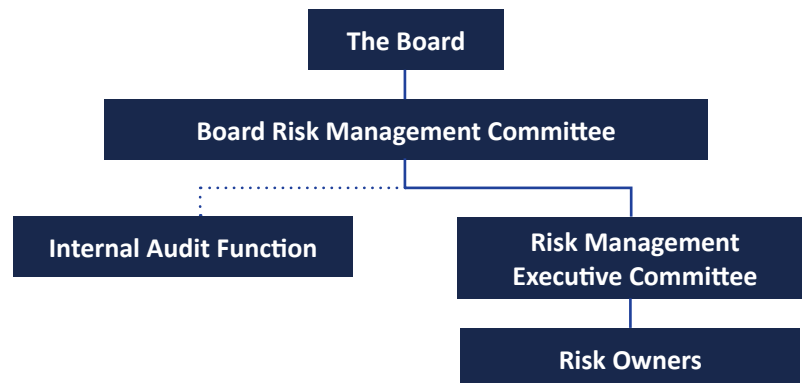 The Board
Board Risk Management Committee
Internal Audit Function
Risk Management
Executive Committee
Risk Owners